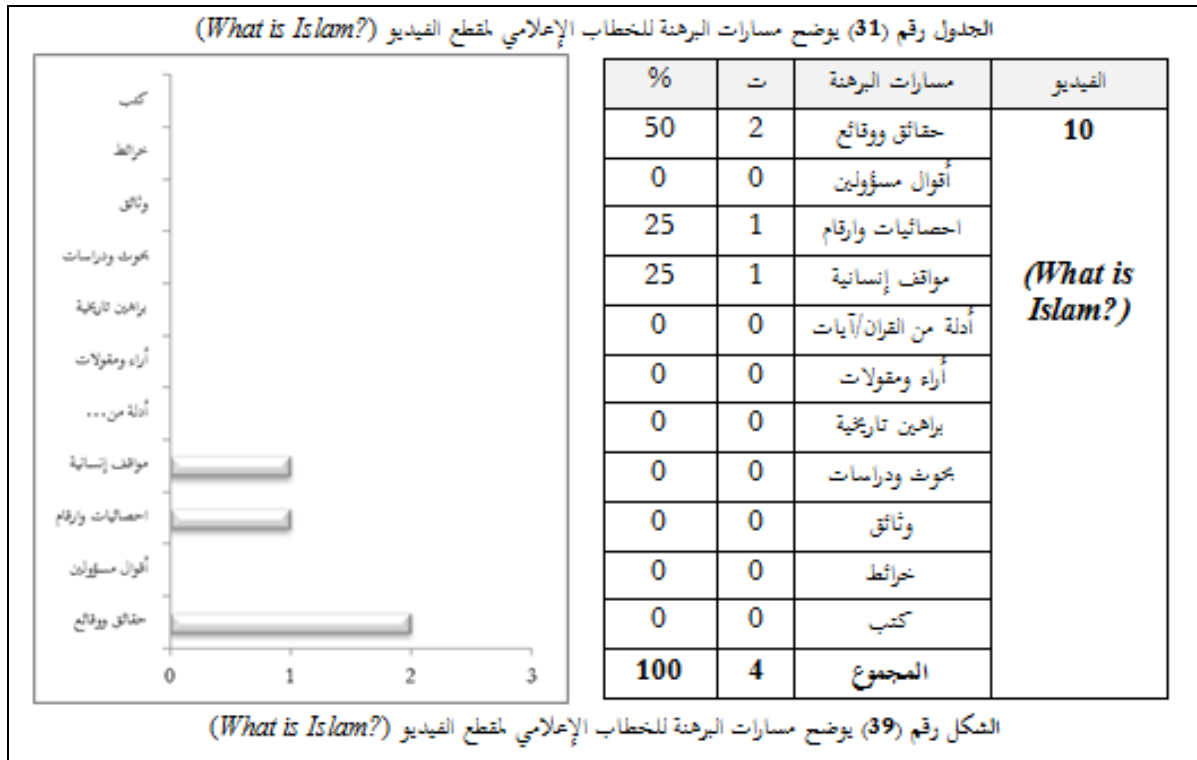 الجدول رقم (31) يوضح مسارات البرهنة للخطاب الإعلامي لمقطع الفيديو (What is Islam?)
الفيديو	مسارات البرهنة	ت	%
10	حقائق ووقائع	2	50
أقوال مسؤولين	0	0
احصائيات وارقام	1	25
(What is	مواقف إنسانية	1	25
Islam?)	أدلة من القران/آيات	0	0
أراء ومقولات	0	0
براهين تاريخية	0	0
بحوث ودراسات	0	0
وثائق	0	0
خرائط	0	0
كتب	0	0
المجموع	4	100
كتب
خرائط
وثائق
بحوث ودراسات
براهين تاريخية
أراء ومقولات
أدلة من...
مواقف إنسانية
احصائيات وارقام
أقوال مسؤولين
حقائق ووقائع
0 1 2 3
الشكل رقم (39) يوضح مسارات البرهنة للخطاب الإعلامي لمقطع الفيديو (What is Islam?)